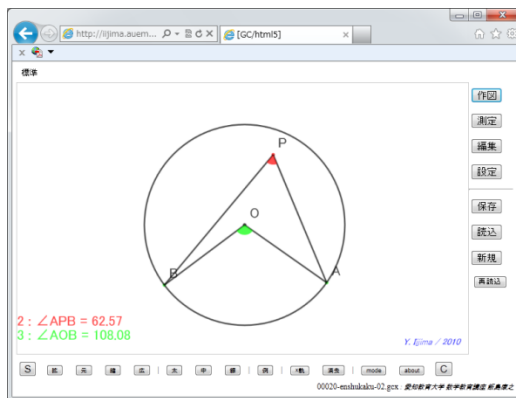 http://iijima.auem...
[GC/html5]
x
標準
作図
測定
編集
設定
保存
読込
新規
再読込
P
O
B
A
2 : ∠APB = 62.57
3 : ∠AOB = 108.08
Y. Iijima / 2010
S
太
中
mode
about
C
00020-enshukaku-02.gcx : 愛知教育大学 数学教育講座 飯島康之